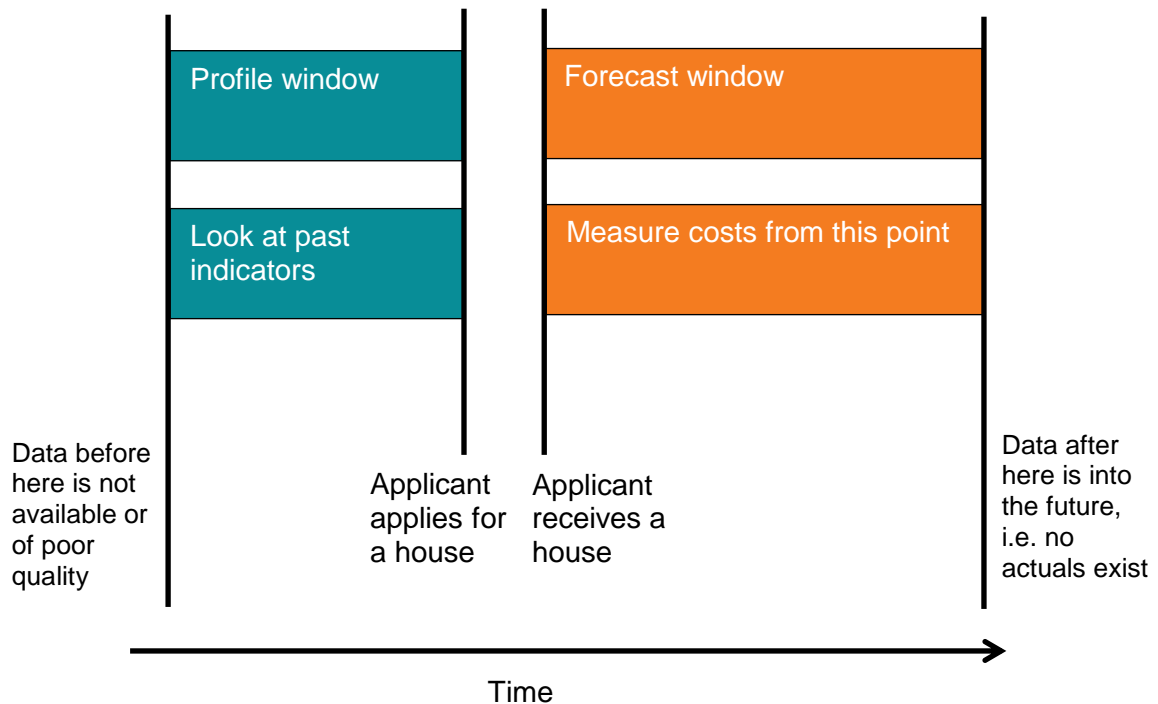 Profile window
Forecast window
Look at past
indicators
Measure costs from this point
Data before
here is not
available or
of poor
quality
Applicant
applies for
a house
Applicant
receives a
house
Data after
here is into
the future,
i.e. no
actuals exist
Time